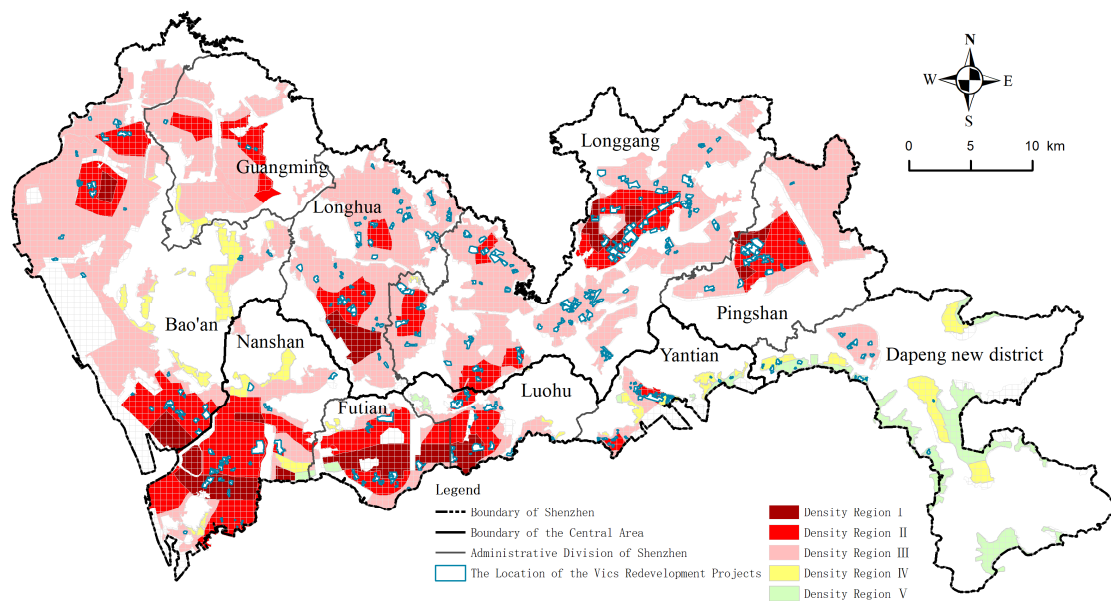 N
W E
S
0 5 10 km
Longgang
Guangming
Longhua
Bao'an
Nanshan
Pingshan
Yantian
Dapeng new district
Luohu
Futian
Legend
Boundary of Shenzhen
Boundary of the Central Area
Administrative Division of Shenzhen
The Location of the Vics Redevelopment Projects
Density Region I
Density Region II
Density Region III
Density Region IV
Density Region V